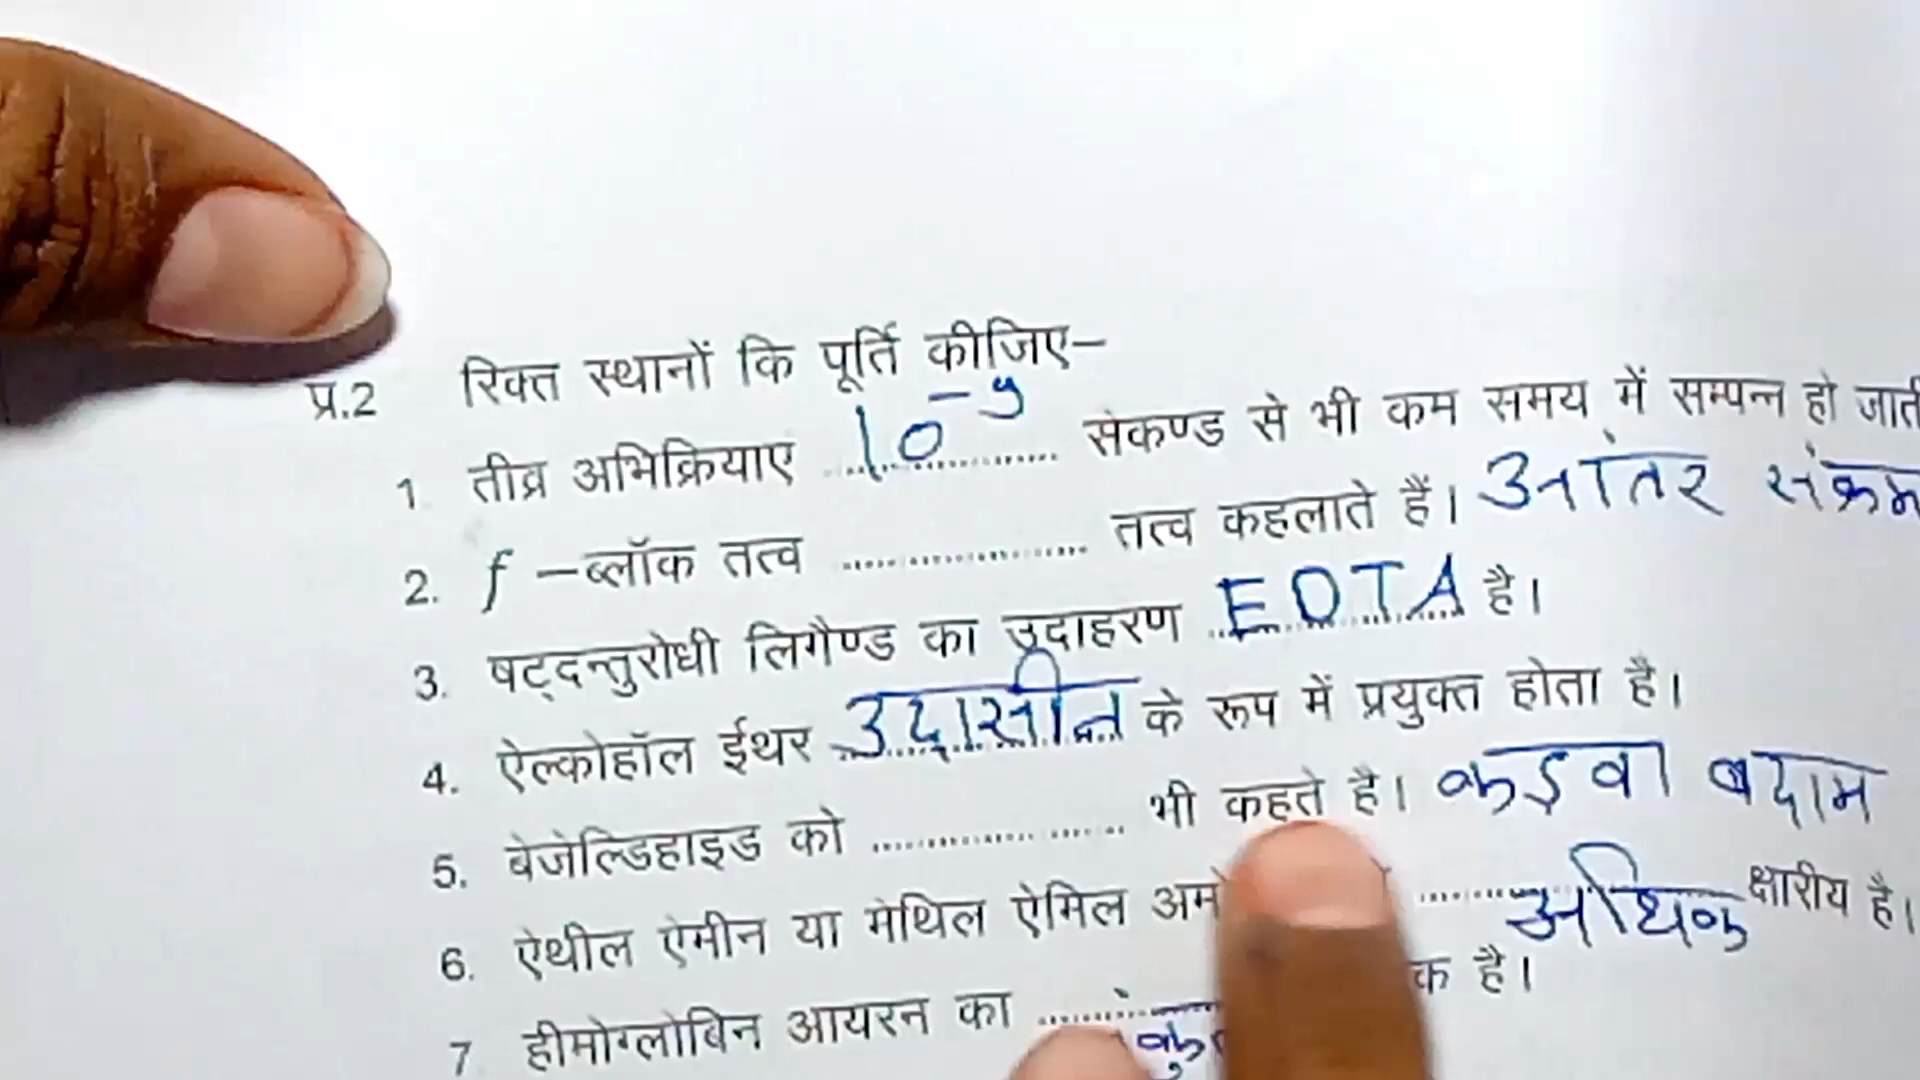 प्र.2 रिक्त स्थानों कि पूर्ति कीजिए–
1. तीव्र अभिक्रियाए 10⁻⁹ सेकण्ड से भी कम समय में सम्पन्न हो जाती
2. f –ब्लॉक तत्व .................... तत्व कहलाते हैं। आंतर संक्रम
3. षट्दन्तुरोधी लिगैण्ड का उदाहरण EDTA है।
4. ऐल्कोहॉल ईथर उदासीन के रूप में प्रयुक्त होता है।
5. बेजेल्डिहाइड को .................... भी कहते है। कड़वा बदाम
6. ऐथील ऐमीन या मेथिल ऐमिल अमो .......... अधिक क्षारीय है।
7. हीमोग्लोबिन आयरन का .......... क है।